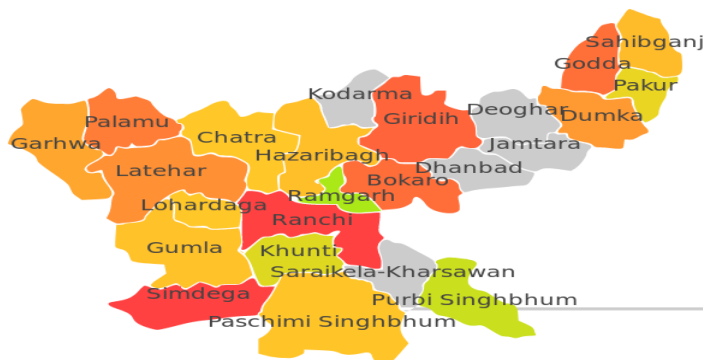 Sahibganj
Godda
Pakur
Kodarma
Deoghar
Dumka
Palamu
Giridih
Garhwa
Chatra
Jamtara
Hazaribagh
Latehar
Dhanbad
Bokaro
Ramgarh
Lohardaga
Ranchi
Gumla
Khunti
Saraikela-Kharsawan
Simdega
Purbi Singhbhum
Paschimi Singhbhum